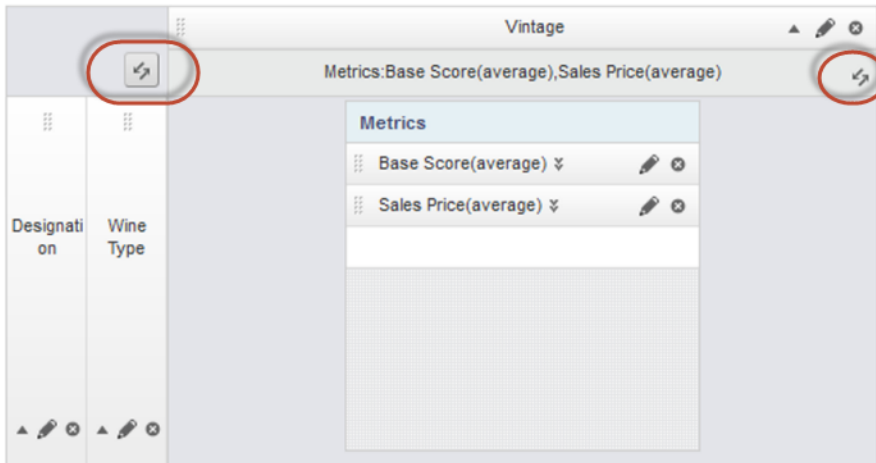 Vintage
Metrics:Base Score(average),Sales Price(average)
Metrics
Base Score(average)
Sales Price(average)
Designati
on
Wine
Type